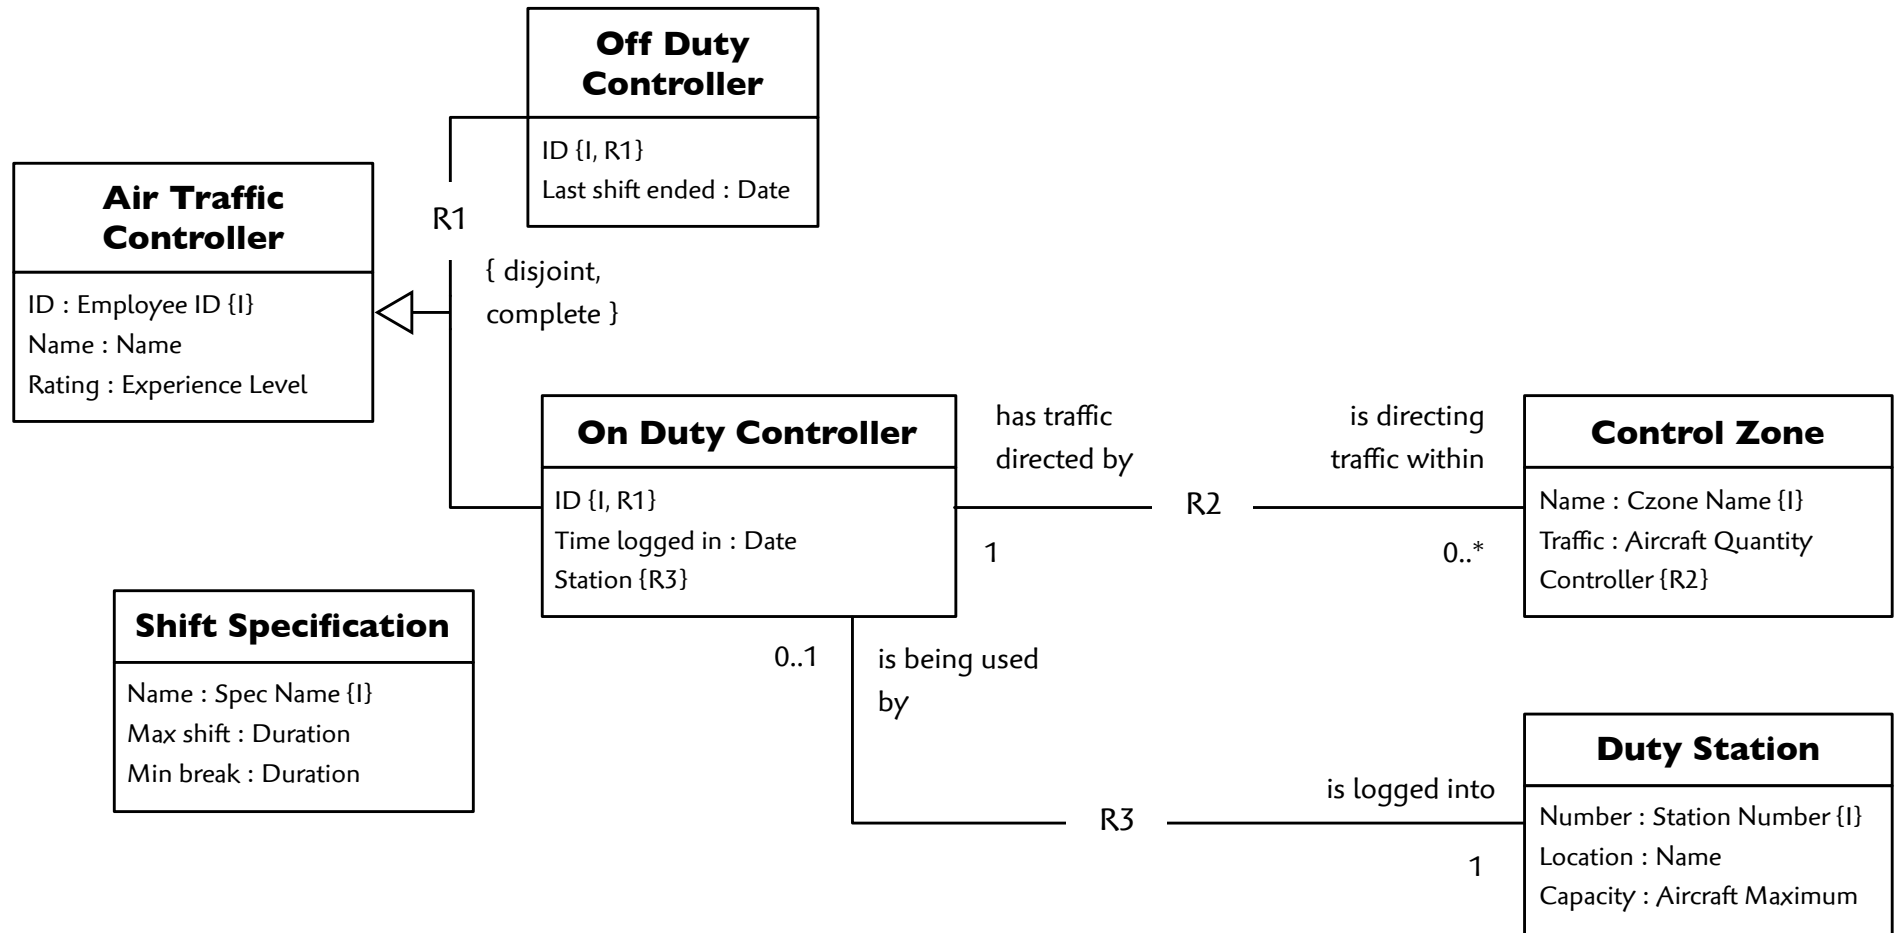 Off Duty
Controller
ID {I, R1}
Last shift ended : Date
Air Traffic
Controller
ID : Employee ID {I}
Name : Name
Rating : Experience Level
R1
{ disjoint,
complete }
On Duty Controller
ID {I, R1}
Time logged in : Date
Station {R3}
has traffic
directed by
1
R2
is directing
traffic within
0..*
Control Zone
Name : Czone Name {I}
Traffic : Aircraft Quantity
Controller {R2}
Shift Specification
Name : Spec Name {I}
Max shift : Duration
Min break : Duration
0..1
is being used
by
R3
is logged into
1
Duty Station
Number : Station Number {I}
Location : Name
Capacity : Aircraft Maximum